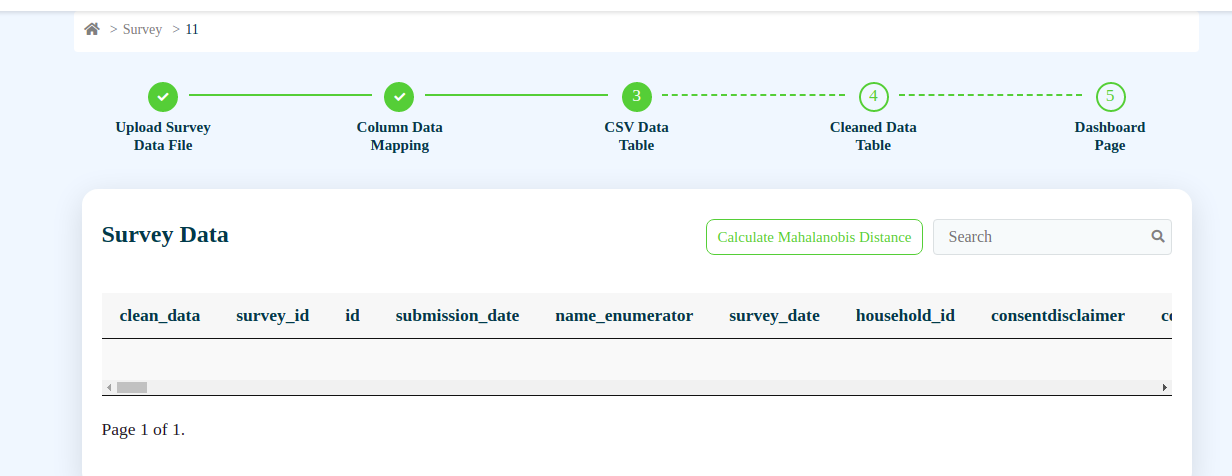 > Survey > 11
3 4 5
Upload Survey Data File
Column Data Mapping
CSV Data Table
Cleaned Data Table
Dashboard Page
Survey Data
Calculate Mahalanobis Distance
Search
clean_data survey_id id submission_date name_enumerator survey_date household_id consentdisclaimer
Page 1 of 1.